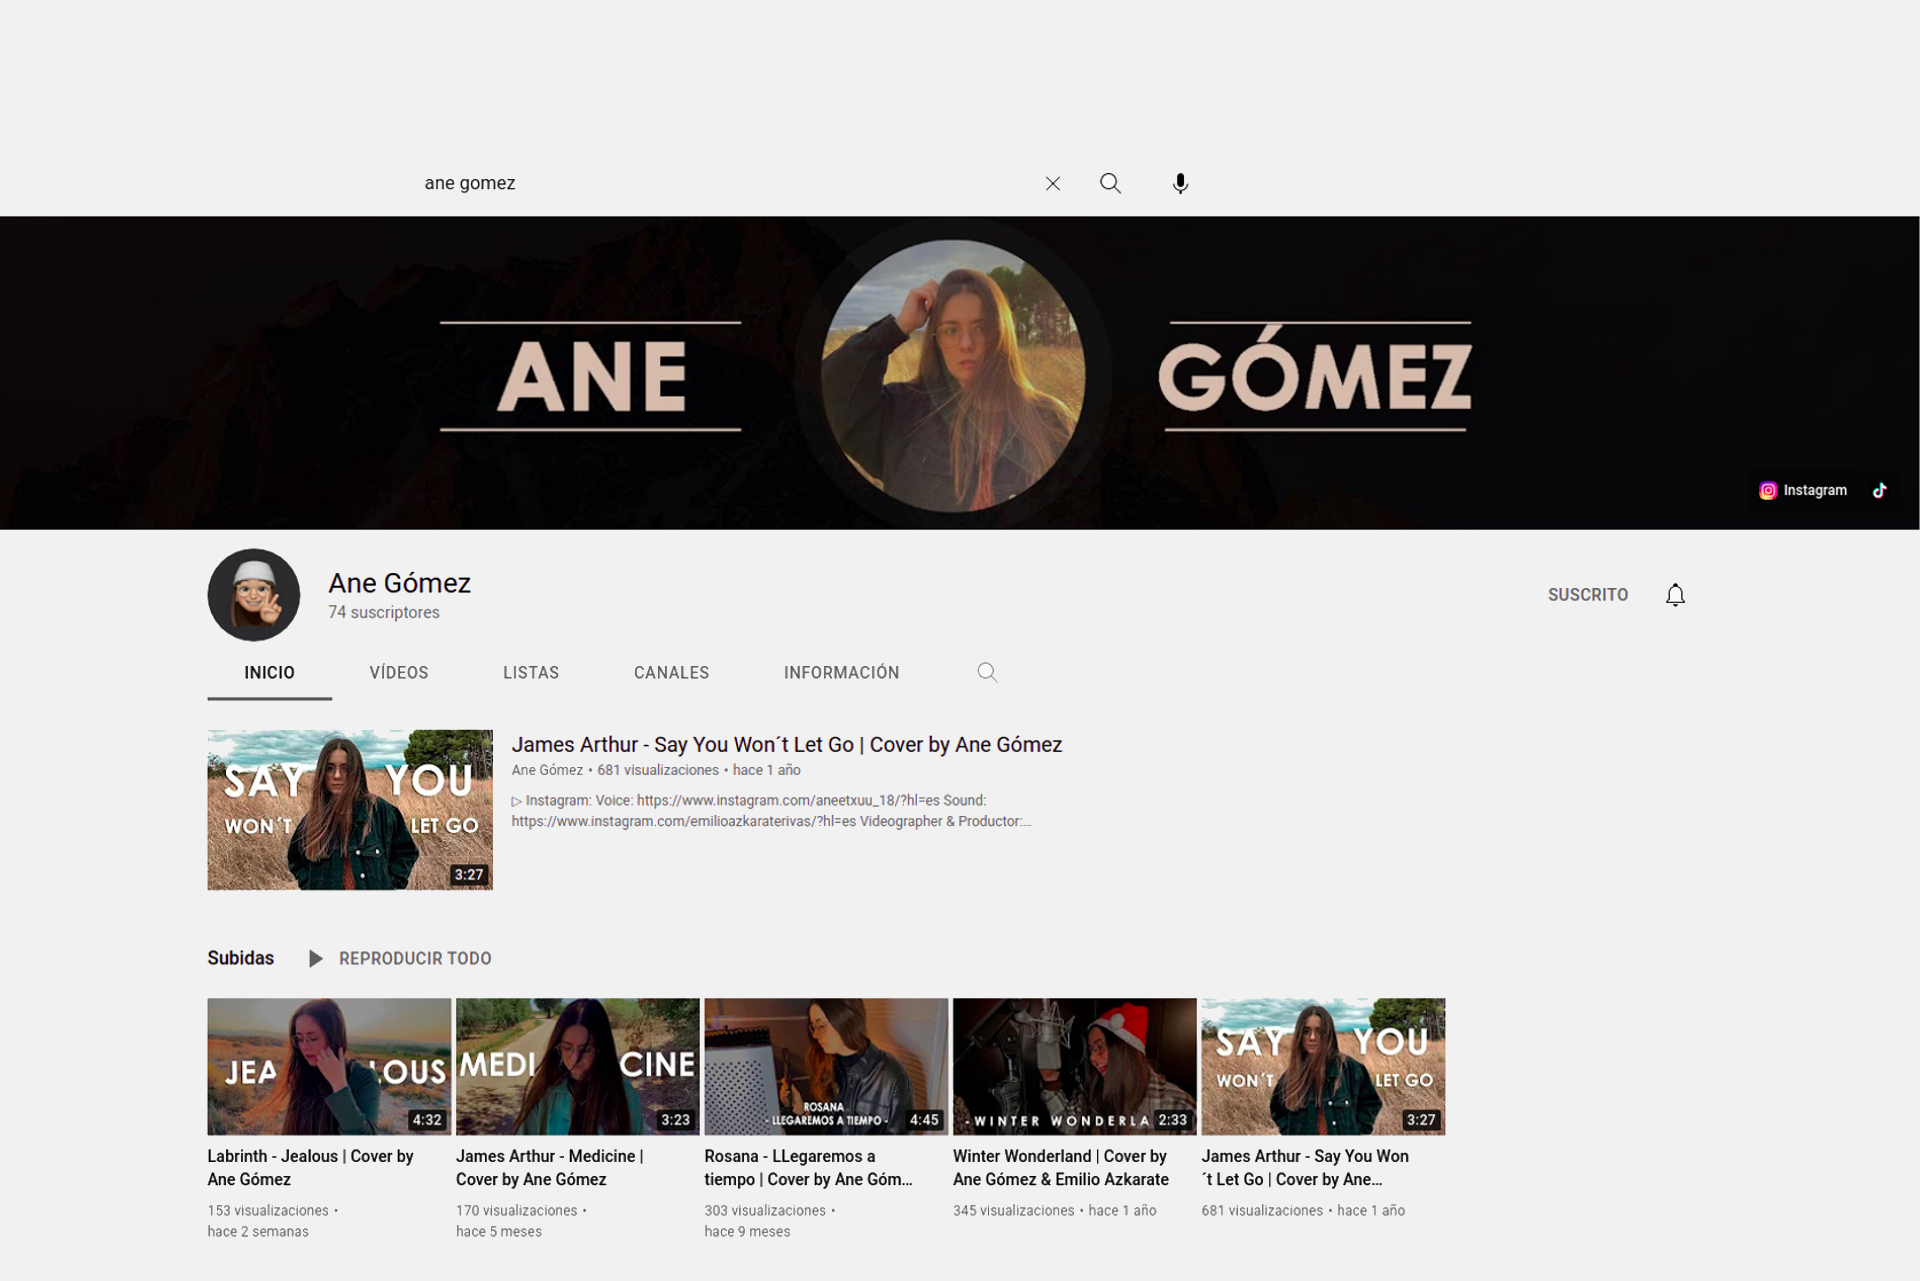 ane gomez
ANE
GÓMEZ
Instagram
Ane Gómez
74 suscriptores
SUSCRITO
INICIO
VÍDEOS
LISTAS
CANALES
INFORMACIÓN
SAY YOU
WON´T LET GO
3:27
James Arthur - Say You Won´t Let Go | Cover by Ane Gómez
Ane Gómez • 681 visualizaciones • hace 1 año
▷ Instagram: Voice: https://www.instagram.com/aneetxuu_18/?hl=es Sound:
https://www.instagram.com/emilioazkaraterivas/?hl=es Videographer & Productor:...
Subidas
REPRODUCIR TODO
JEA LOUS
4:32
Labrinth - Jealous | Cover by
Ane Gómez
153 visualizaciones •
hace 2 semanas
MEDI CINE
3:23
James Arthur - Medicine |
Cover by Ane Gómez
170 visualizaciones •
hace 5 meses
ROSANA
- LLEGAREMOS A TIEMPO -
4:45
Rosana - LLegaremos a
tiempo | Cover by Ane Góm...
303 visualizaciones •
hace 9 meses
- WINTER WONDERLA
2:33
Winter Wonderland | Cover by
Ane Gómez & Emilio Azkarate
345 visualizaciones • hace 1 año
SAY YOU
WON´T LET GO
3:27
James Arthur - Say You Won
´t Let Go | Cover by Ane...
681 visualizaciones • hace 1 año